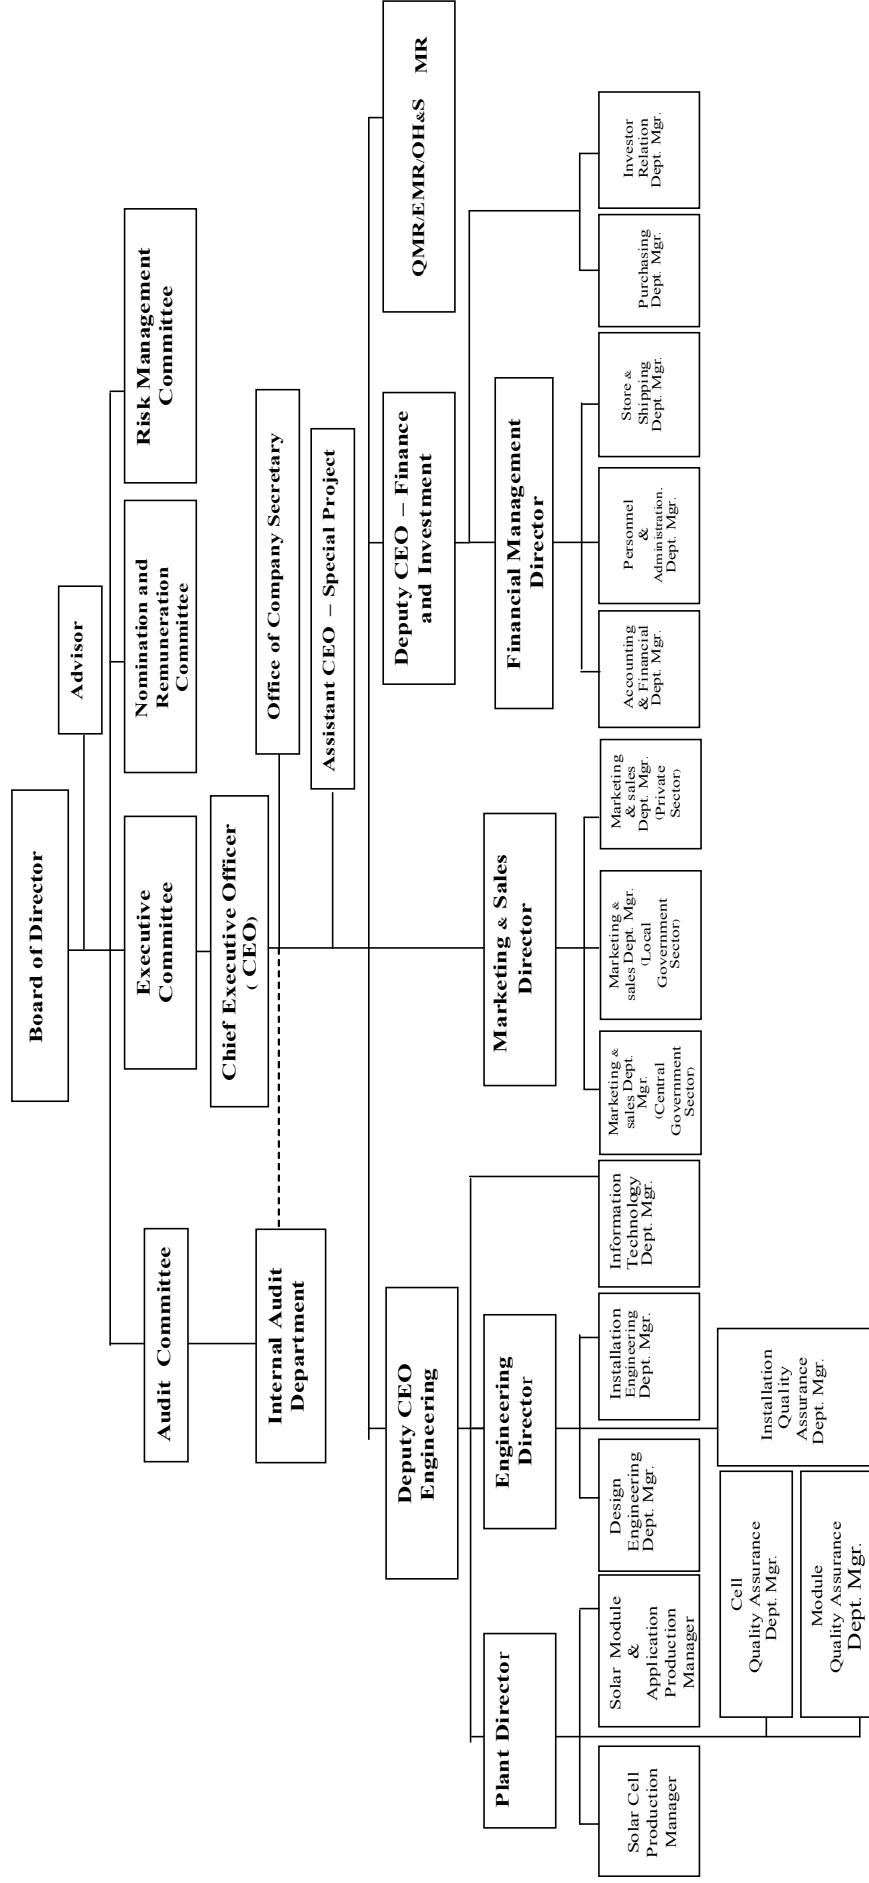 Board of Director
Advisor
Audit Committee
Executive
Committee
Nomination and
Remuneration
Committee
Risk Management
Committee
Chief Executive Officer
( CEO)
Internal Audit
Department
Office of Company Secretary
Assistant CEO – Special Project
Deputy CEO
Engineering
Deputy CEO – Finance
and Investment
QMR/EMR/OH&S MR
Plant Director
Engineering
Director
Marketing & Sales
Director
Financial Management
Director
Solar Cell
Production
Manager
Solar Module
&
Application
Production
Manager
Design
Engineering
Dept. Mgr.
Installation
Engineering
Dept. Mgr.
Information
Technology
Dept. Mgr.
Marketing &
sales Dept.
Mgr.
(Central
Government
Sector)
Marketing &
sales Dept. Mgr.
(Local
Government
Sector)
Marketing
& sales
Dept. Mgr.
(Private
Sector)
Accounting
& Financial
Dept. Mgr.
Personnel
&
Administration.
Dept. Mgr.
Store &
Shipping
Dept. Mgr.
Purchasing
Dept. Mgr.
Investor
Relation
Dept. Mgr.
Cell
Quality Assurance
Dept. Mgr.
Module
Quality Assurance
Dept. Mgr.
Installation
Quality
Assurance
Dept. Mgr.